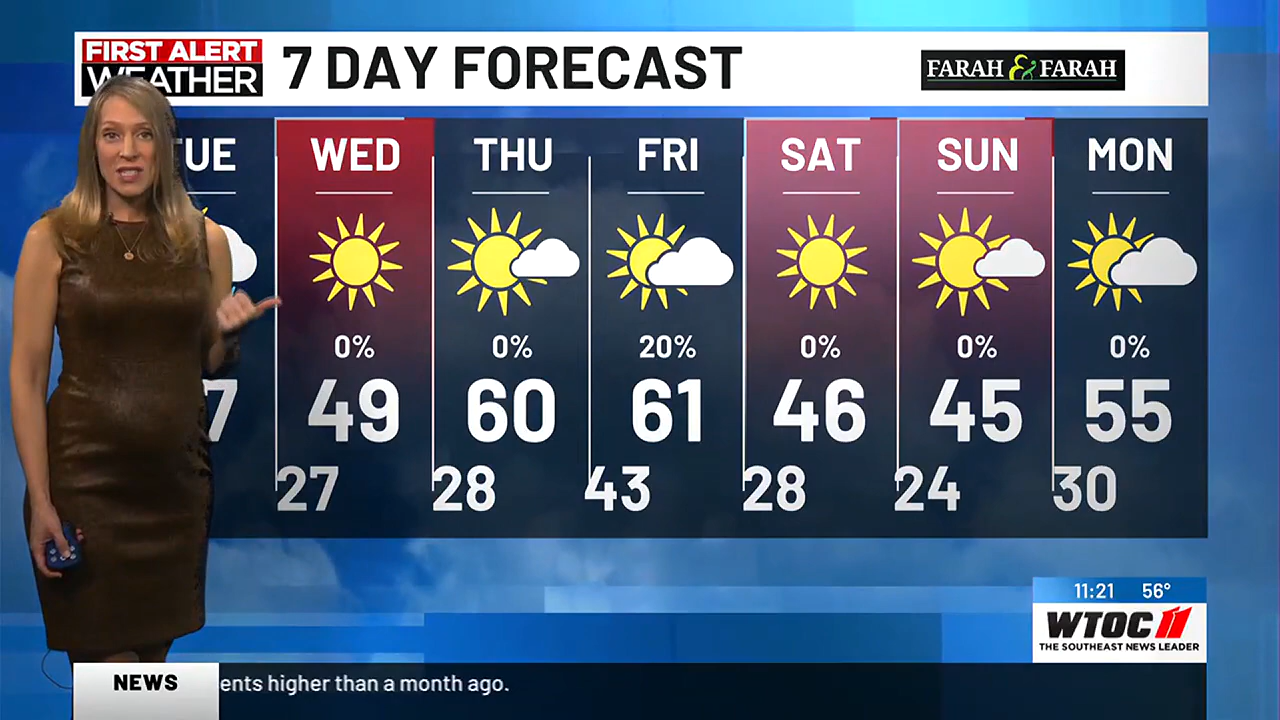 FIRST ALERT
WEATHER
7 DAY FORECAST
FARAH & FARAH
TUE WED THU FRI SAT SUN MON
0% 0% 20% 0% 0% 0%
7 49 60 61 46 45 55
27 28 43 28 24 30
11:21 56°
WTOC 11
THE SOUTHEAST NEWS LEADER
NEWS
ents higher than a month ago.